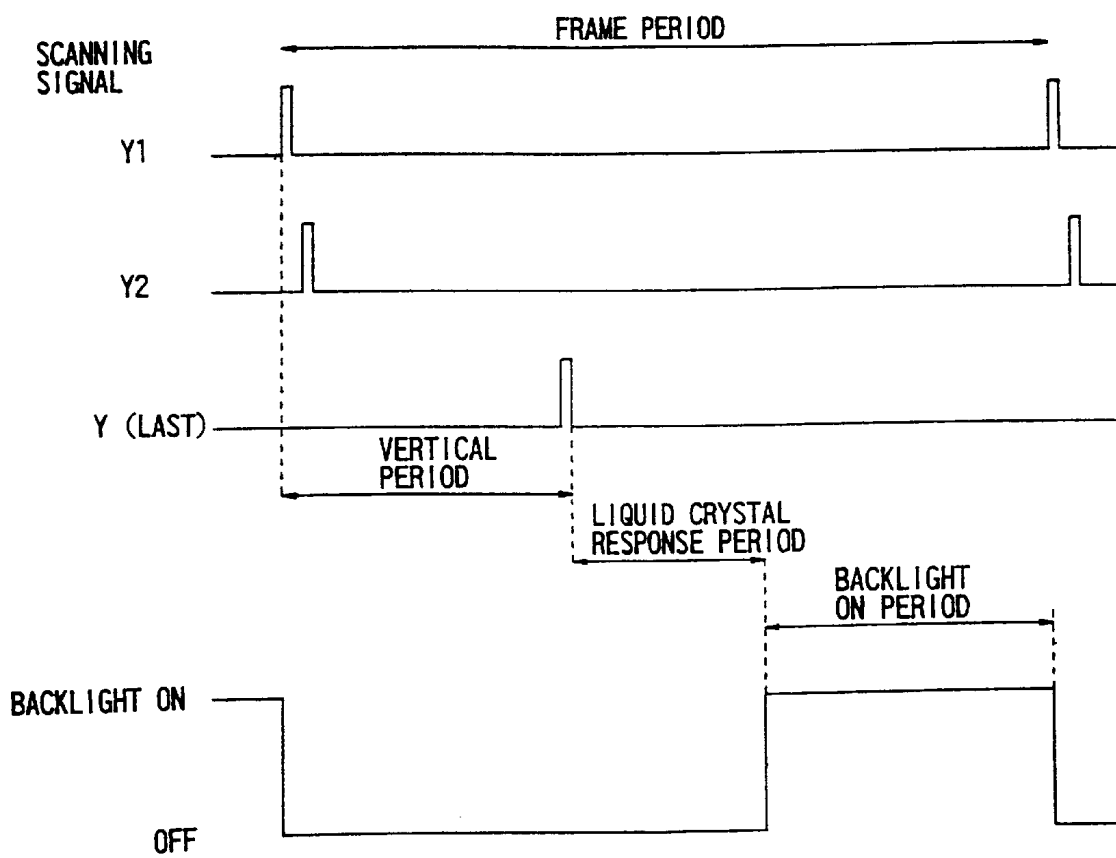 FRAME PERIOD
SCANNING
SIGNAL
Y1
Y2
Y (LAST)
VERTICAL
PERIOD
LIQUID CRYSTAL
RESPONSE PERIOD
BACKLIGHT
ON PERIOD
BACKLIGHT ON
OFF